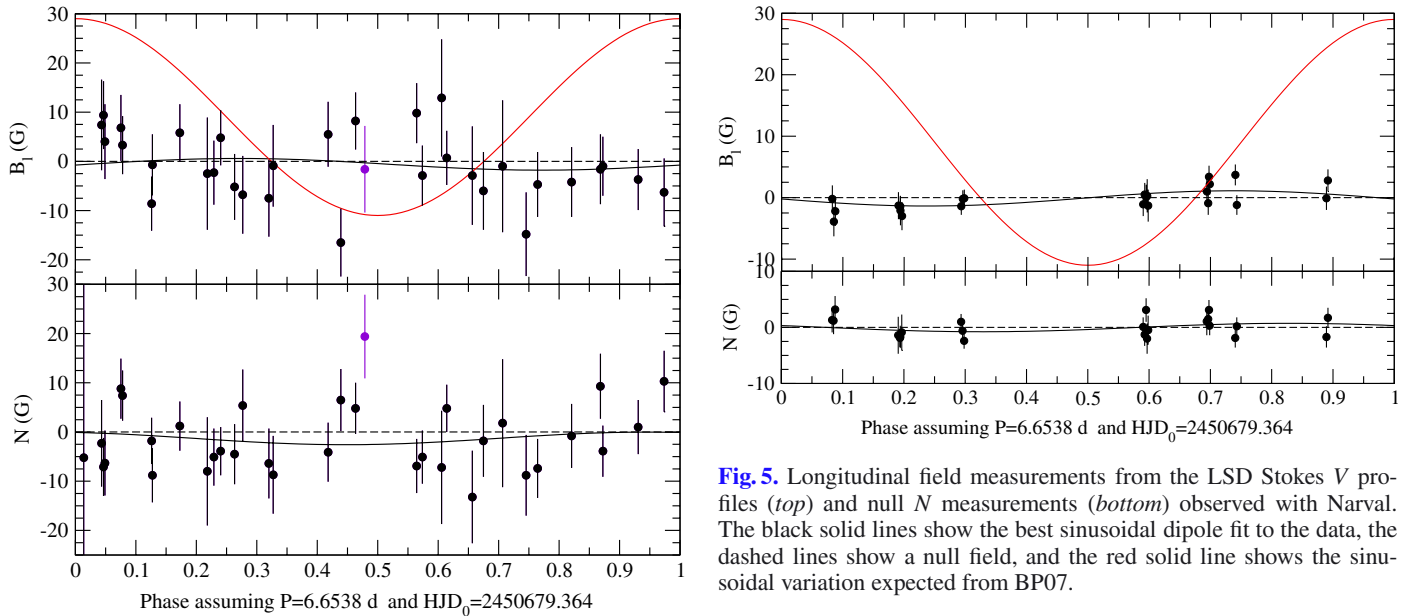 30
20
10
0
-10
-20
30
B_l (G)
20
10
0
-10
-20
N (G)
0 0.1 0.2 0.3 0.4 0.5 0.6 0.7 0.8 0.9 1
Phase assuming P=6.6538 d and HJD_0=2450679.364
30
20
10
0
-10
B_l (G)
10
0
-10
N (G)
0 0.1 0.2 0.3 0.4 0.5 0.6 0.7 0.8 0.9 1
Phase assuming P=6.6538 d and HJD_0=2450679.364
Fig. 5. Longitudinal field measurements from the LSD Stokes V pro-
files (top) and null N measurements (bottom) observed with Narval.
The black solid lines show the best sinusoidal dipole fit to the data, the
dashed lines show a null field, and the red solid line shows the sinu-
soidal variation expected from BP07.